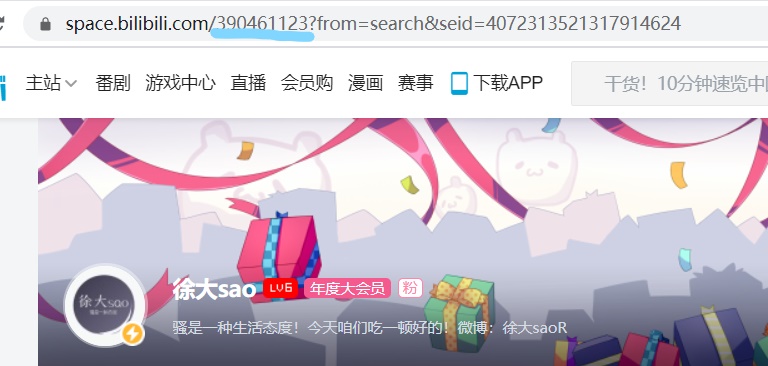 space.bilibili.com/390461123?from=search&seid=4072313521317914624
主站 番剧 游戏中心 直播 会员购 漫画 赛事 下载APP 干货！10分钟速览中
徐大sao LV6 年度大会员 粉
徐大sao
骚是一种生活态度！今天咱们吃一顿好的！微博：徐大saoR